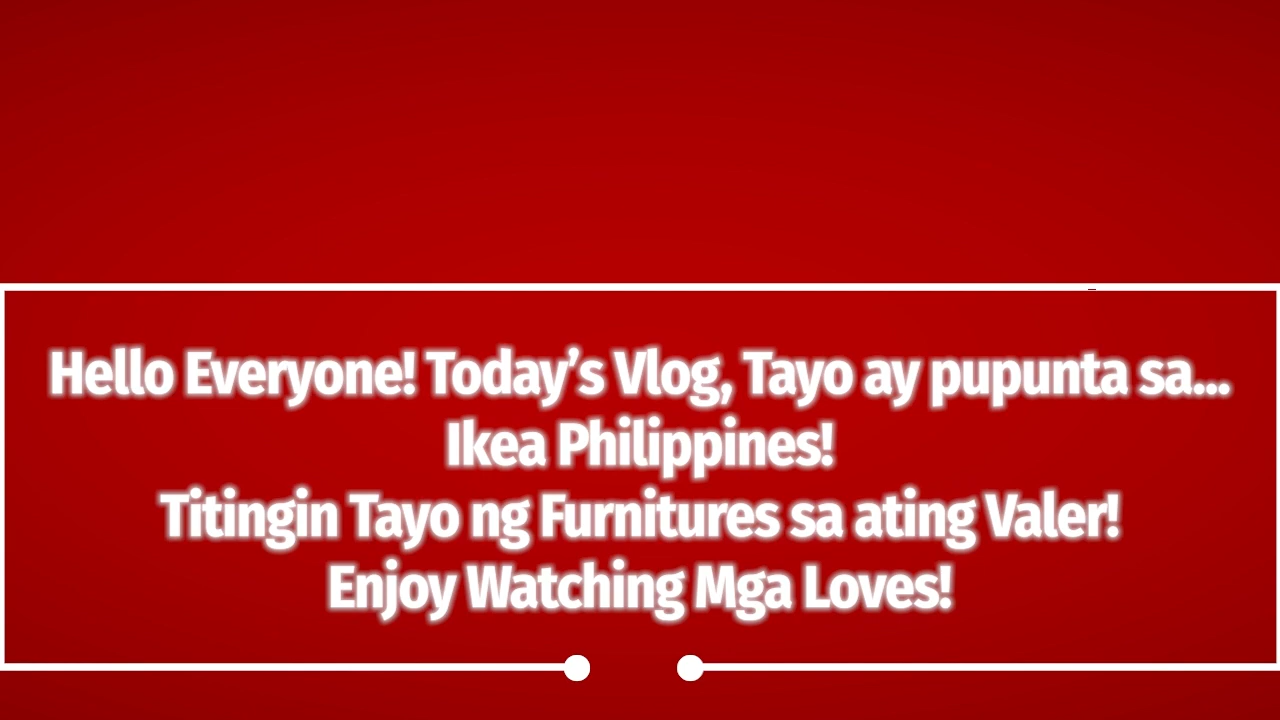 Hello Everyone! Today’s Vlog, Tayo ay pupunta sa...
Ikea Philippines!
Titingin Tayo ng Furnitures sa ating Valer!
Enjoy Watching Mga Loves!